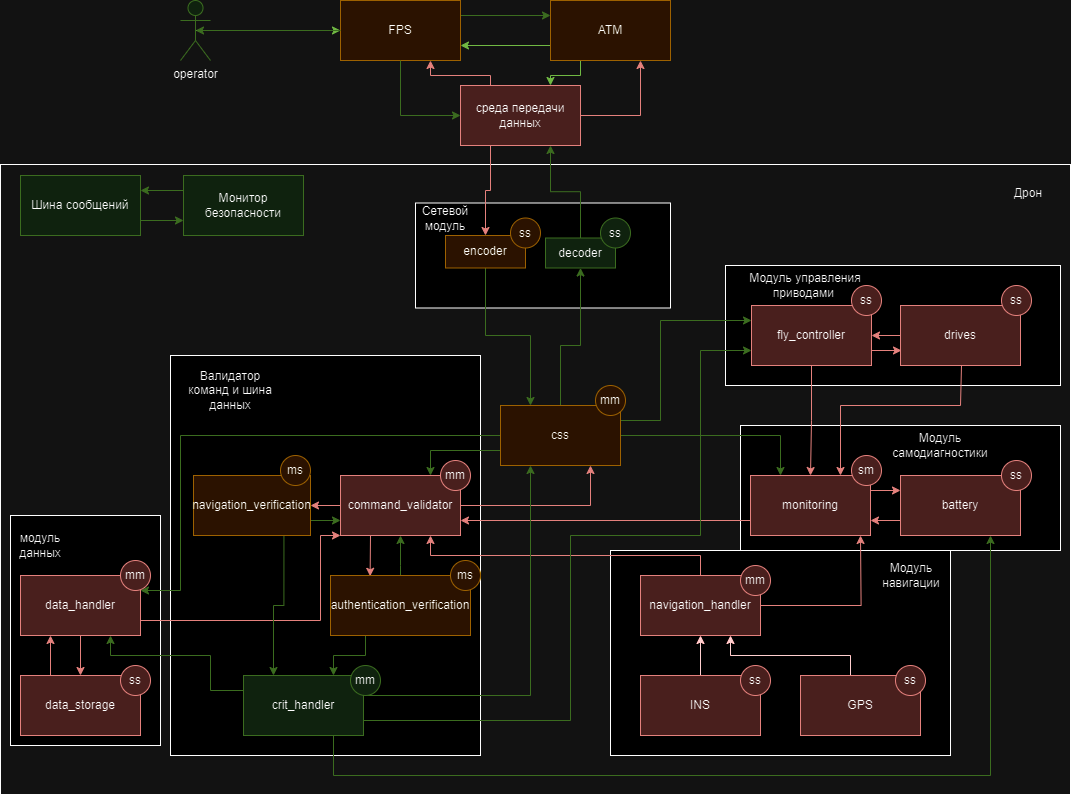 FPS
ATM
operator
среда передачи
данных
Шина сообщений
Монитор
безопасности
Дрон
Сетевой
модуль
ss
encoder
ss
decoder
Модуль управления
приводами
ss
fly_controller
ss
drives
Валидатор
команд и шина
данных
mm
css
Модуль
самодиагностики
ms
navigation_verification
mm
command_validator
sm
monitoring
ss
battery
модуль
данных
mm
data_handler
ms
authentication_verification
Модуль
навигации
mm
navigation_handler
ss
data_storage
mm
crit_handler
ss
INS
ss
GPS